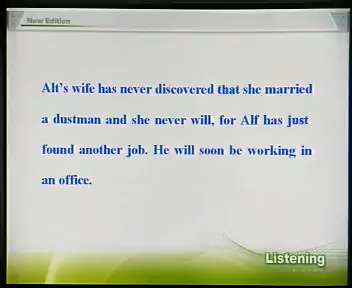 New Edition
Alt's wife has never discovered that she married
a dustman and she never will, for Alf has just
found another job. He will soon be working in
an office.
Listening